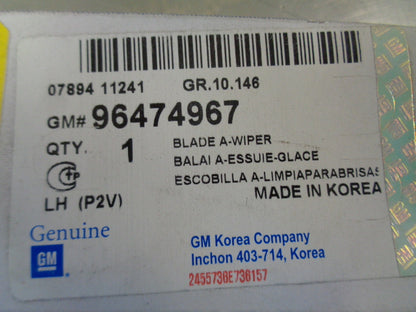 07894 11241 GR.10.146
GM# 96474967
QTY. 1 BLADE A-WIPER
BALAI A-ESSUIE-GLACE
ESCOBILLA A-LIMPIAPARABRISAS
MADE IN KOREA
LH (P2V)
Genuine
GM
GM Korea Company
Inchon 403-714, Korea
2455736E736157